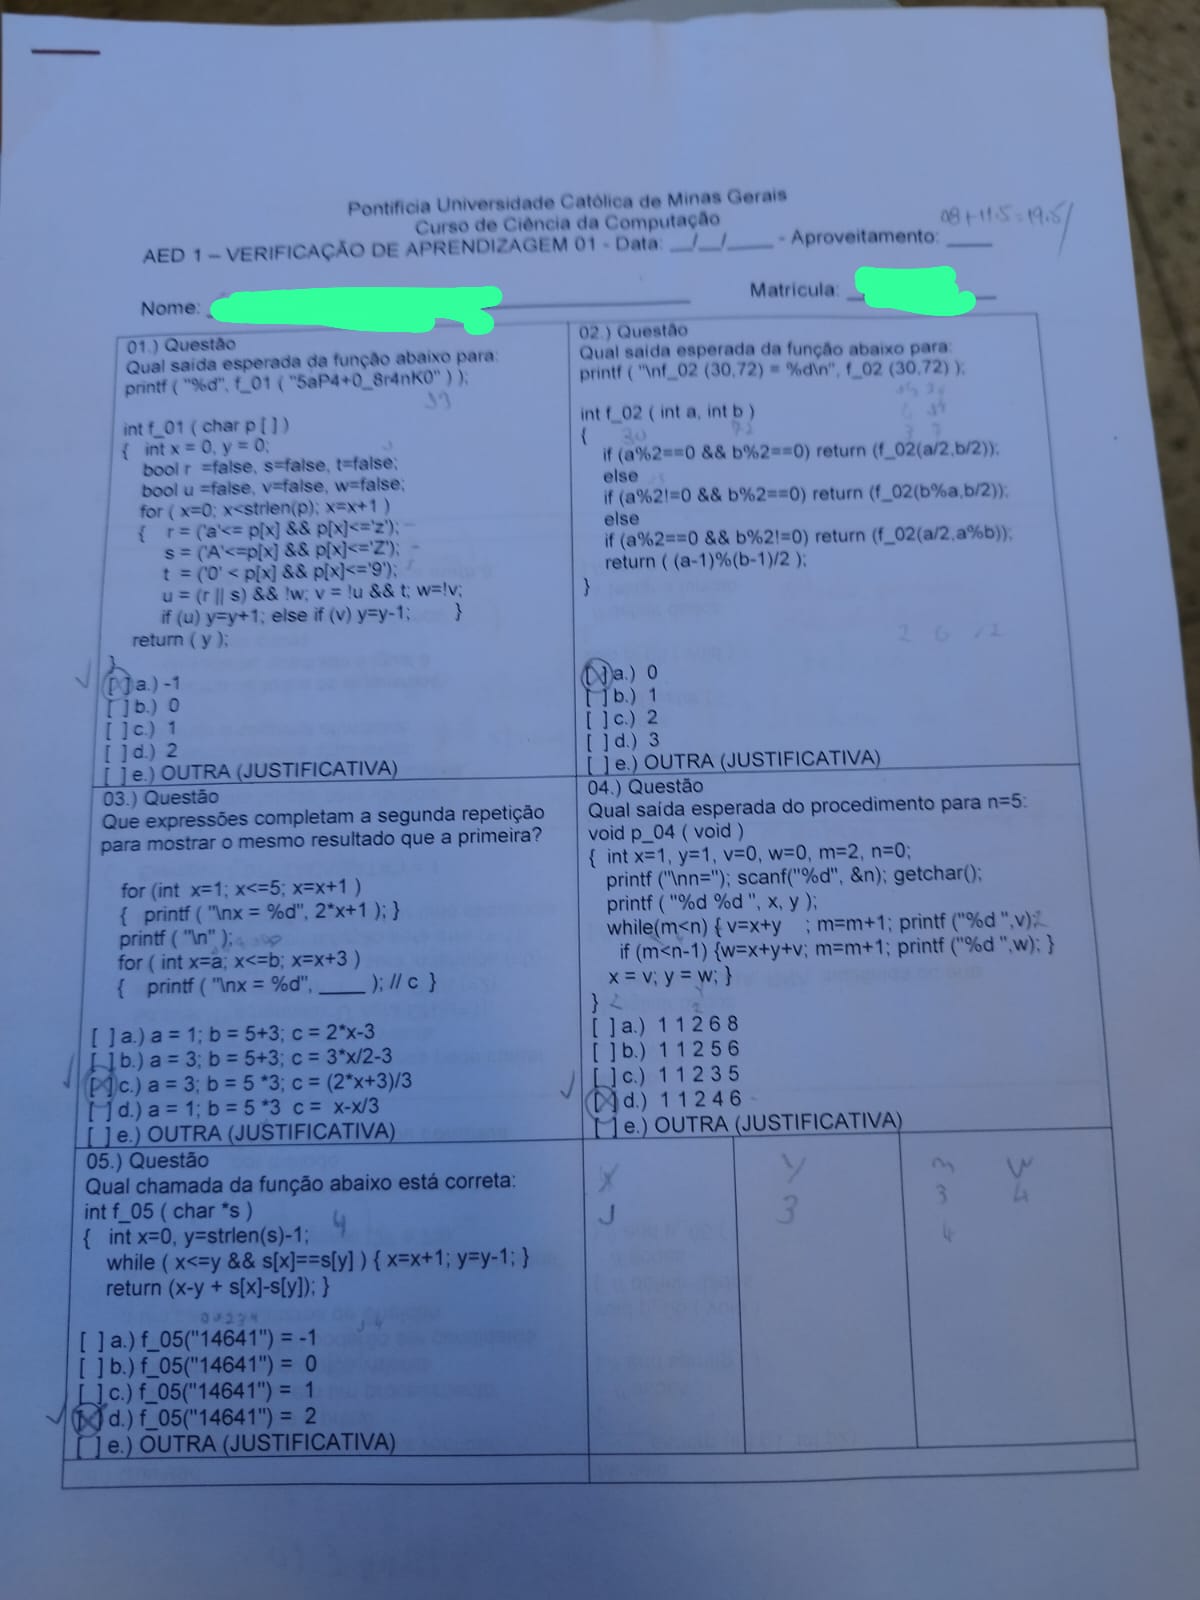 Pontifícia Universidade Católica de Minas Gerais
Curso de Ciência da Computação
08+11.5=19.5/
AED 1 – VERIFICAÇÃO DE APRENDIZAGEM 01 - Data: __/__/____ - Aproveitamento: ____
Nome:
Matrícula:
01.) Questão
Qual saída esperada da função abaixo para:
printf ( "%d", f_01 ( "5aP4+0_8r4nK0" ) );
int f_01 ( char p [ ] )
{ int x = 0, y = 0;
bool r =false, s=false, t=false;
bool u =false, v=false, w=false;
for ( x=0; x<strlen(p); x=x+1 )
{ r = ('a'<= p[x] && p[x]<='z');
s = ('A'<=p[x] && p[x]<='Z');
t = ('0' < p[x] && p[x]<='9');
u = (r || s) && !w; v = !u && t; w=!v;
if (u) y=y+1; else if (v) y=y-1; }
return ( y );
}
[ ] a.) -1
[ ] b.) 0
[ ] c.) 1
[ ] d.) 2
[ ] e.) OUTRA (JUSTIFICATIVA)
02.) Questão
Qual saída esperada da função abaixo para:
printf ( "\nf_02 (30,72) = %d\n", f_02 (30,72) );
int f_02 ( int a, int b )
{
30 72
if (a%2==0 && b%2==0) return (f_02(a/2,b/2));
else
if (a%2!=0 && b%2==0) return (f_02(b%a,b/2));
else
if (a%2==0 && b%2!=0) return (f_02(a/2,a%b));
return ( (a-1)%(b-1)/2 );
}
2 6 12
[X] a.) 0
[ ] b.) 1
[ ] c.) 2
[ ] d.) 3
[ ] e.) OUTRA (JUSTIFICATIVA)
03.) Questão
Que expressões completam a segunda repetição
para mostrar o mesmo resultado que a primeira?
for (int x=1; x<=5; x=x+1 )
{ printf ( "\nx = %d", 2*x+1 ); }
printf ( "\n" );
for ( int x=a; x<=b; x=x+3 )
{ printf ( "\nx = %d", ____ ); // c }
[ ] a.) a = 1; b = 5+3; c = 2*x-3
[ ] b.) a = 3; b = 5+3; c = 3*x/2-3
[X] c.) a = 3; b = 5 *3; c = (2*x+3)/3
[ ] d.) a = 1; b = 5 *3 c = x-x/3
[ ] e.) OUTRA (JUSTIFICATIVA)
04.) Questão
Qual saída esperada do procedimento para n=5:
void p_04 ( void )
{ int x=1, y=1, v=0, w=0, m=2, n=0;
printf ("\nn="); scanf("%d", &n); getchar();
printf ( "%d %d ", x, y );
while(m<n) { v=x+y ; m=m+1; printf ("%d ",v);
if (m<n-1) {w=x+y+v; m=m+1; printf ("%d ",w); }
x = v; y = w; }
}
[ ] a.) 1 1 2 6 8
[ ] b.) 1 1 2 5 6
[ ] c.) 1 1 2 3 5
[X] d.) 1 1 2 4 6
[ ] e.) OUTRA (JUSTIFICATIVA)
05.) Questão
Qual chamada da função abaixo está correta:
int f_05 ( char *s )
{ int x=0, y=strlen(s)-1; 4
while ( x<=y && s[x]==s[y] ) { x=x+1; y=y-1; }
return (x-y + s[x]-s[y]); }
[ ] a.) f_05("14641") = -1
[ ] b.) f_05("14641") = 0
[ ] c.) f_05("14641") = 1
[X] d.) f_05("14641") = 2
[ ] e.) OUTRA (JUSTIFICATIVA)
X Y m
3 3 4
4